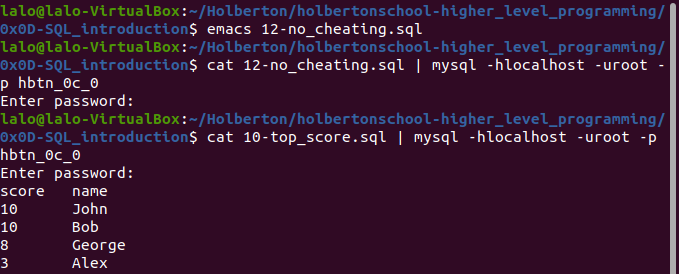 lalo@lalo-VirtualBox:~/Holberton/holbertonschool-higher_level_programming/
0x0D-SQL_introduction$ emacs 12-no_cheating.sql
lalo@lalo-VirtualBox:~/Holberton/holbertonschool-higher_level_programming/
0x0D-SQL_introduction$ cat 12-no_cheating.sql | mysql -hlocalhost -uroot -
p hbtn_0c_0
Enter password:
lalo@lalo-VirtualBox:~/Holberton/holbertonschool-higher_level_programming/
0x0D-SQL_introduction$ cat 10-top_score.sql | mysql -hlocalhost -uroot -p
hbtn_0c_0
Enter password:
score name
10 John
10 Bob
8 George
3 Alex